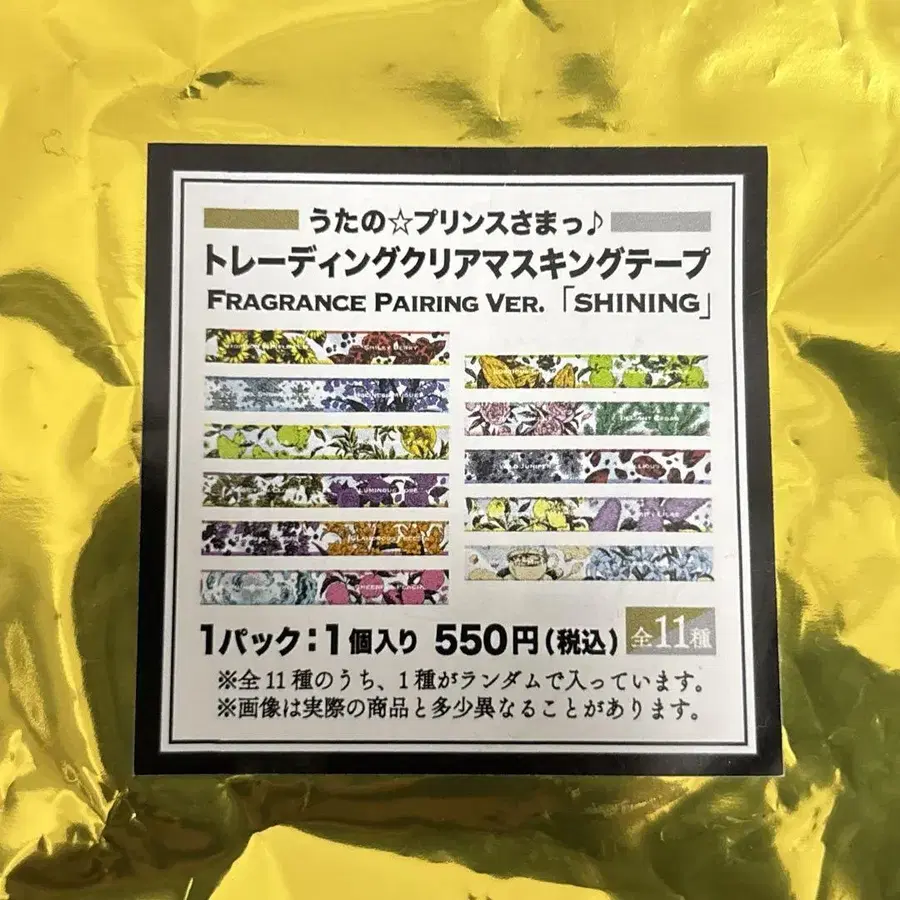 うたの☆プリンスさまっ♪
トレーディングクリアマスキングテープ
FRAGRANCE PAIRING VER.「SHINING」
LUMINOUS ROSE
1パック：1個入り 550円(税込)
全11種
※全11種のうち、1種がランダムで入っています。
※画像は実際の商品と多少異なることがあります。